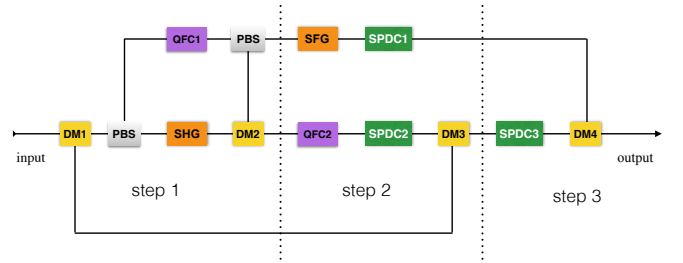 QFC1 PBS SFG SPDC1
DM1 PBS SHG DM2 QFC2 SPDC2 DM3 SPDC3 DM4
input output
step 1 step 2 step 3